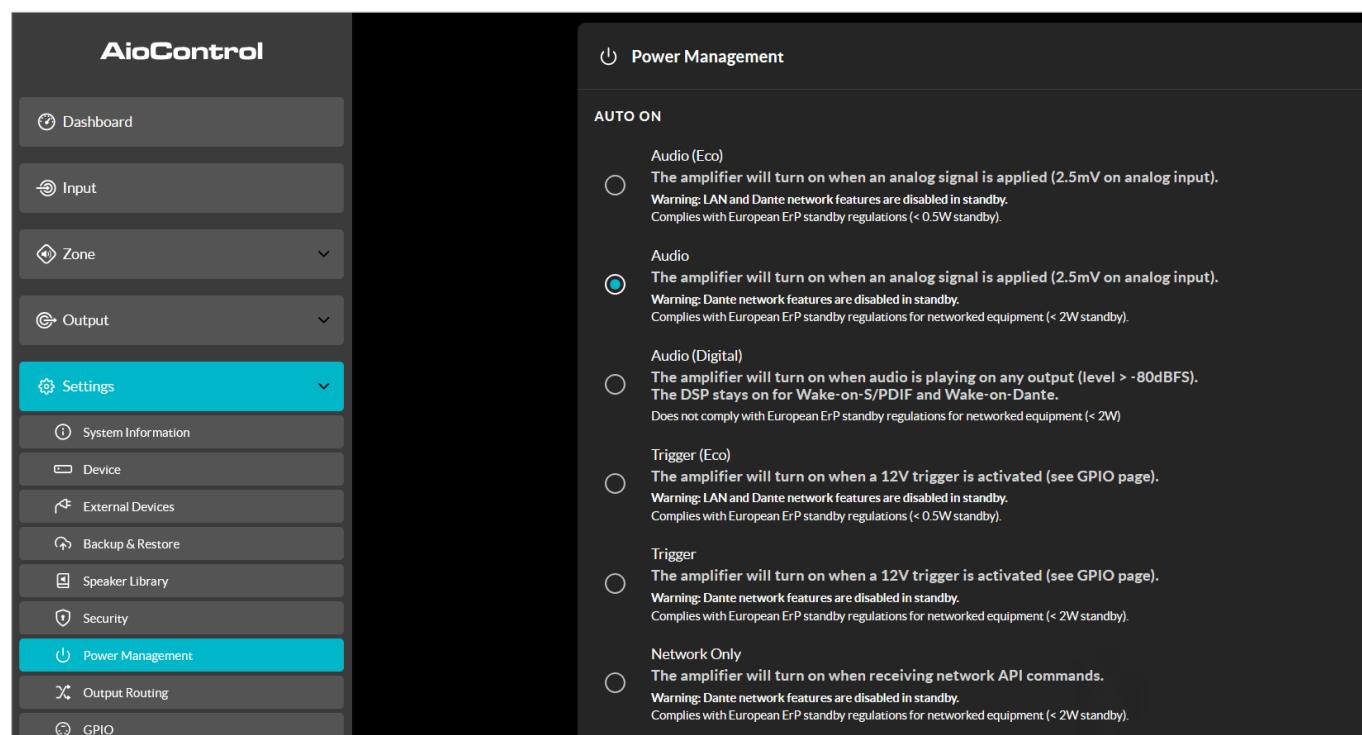 AioControl
Dashboard
Input
Zone
Output
Settings
System Information
Device
External Devices
Backup & Restore
Speaker Library
Security
Power Management
Output Routing
GPIO
Power Management
AUTO ON
Audio (Eco)
The amplifier will turn on when an analog signal is applied (2.5mV on analog input).
Warning: LAN and Dante network features are disabled in standby.
Complies with European ErP standby regulations (< 0.5W standby).
Audio
The amplifier will turn on when an analog signal is applied (2.5mV on analog input).
Warning: Dante network features are disabled in standby.
Complies with European ErP standby regulations for networked equipment (< 2W standby).
Audio (Digital)
The amplifier will turn on when audio is playing on any output (level > -80dBFS).
The DSP stays on for Wake-on-S/PDIF and Wake-on-Dante.
Does not comply with European ErP standby regulations for networked equipment (< 2W)
Trigger (Eco)
The amplifier will turn on when a 12V trigger is activated (see GPIO page).
Warning: LAN and Dante network features are disabled in standby.
Complies with European ErP standby regulations (< 0.5W standby).
Trigger
The amplifier will turn on when a 12V trigger is activated (see GPIO page).
Warning: Dante network features are disabled in standby.
Complies with European ErP standby regulations for networked equipment (< 2W standby).
Network Only
The amplifier will turn on when receiving network API commands.
Warning: Dante network features are disabled in standby.
Complies with European ErP standby regulations for networked equipment (< 2W standby).